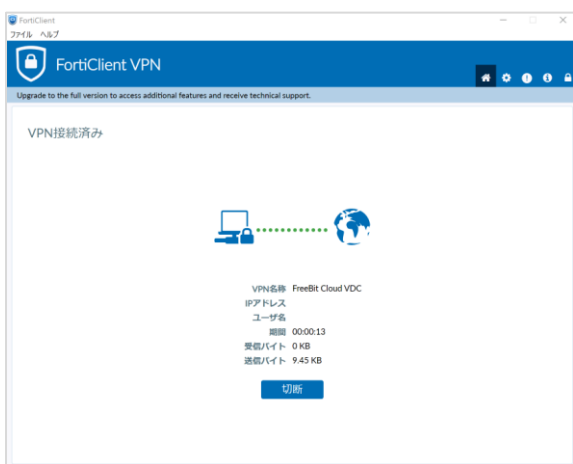 FortiClient
ファイル ヘルプ
FortiClient VPN
Upgrade to the full version to access additional features and receive technical support.
VPN接続済み
VPN名称 FreeBit Cloud VDC
IPアドレス
ユーザ名
期間 00:00:13
受信バイト 0 KB
送信バイト 9.45 KB
切断